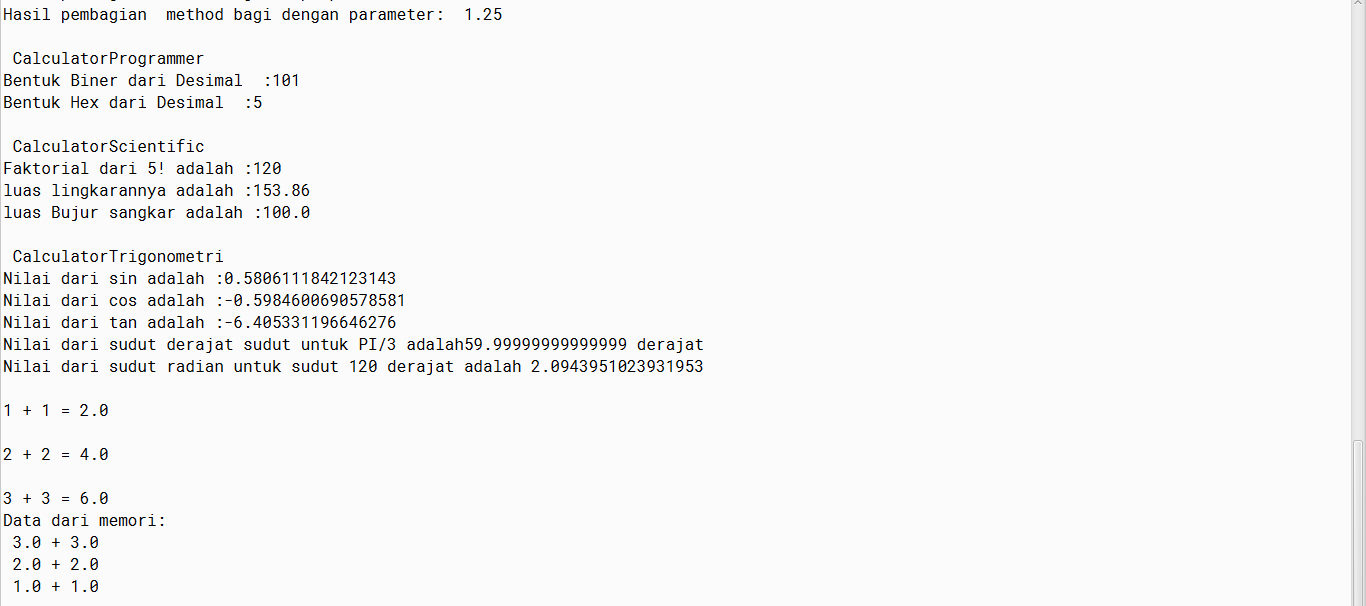 Hasil pembagian  method bagi dengan parameter:  1.25
CalculatorProgrammer
Bentuk Biner dari Desimal  :101
Bentuk Hex dari Desimal  :5
CalculatorScientific
Faktorial dari 5! adalah :120
luas lingkarannya adalah :153.86
luas Bujur sangkar adalah :100.0
CalculatorTrigonometri
Nilai dari sin adalah :0.5806111842123143
Nilai dari cos adalah :-0.5984600690578581
Nilai dari tan adalah :-6.405331196646276
Nilai dari sudut derajat sudut untuk PI/3 adalah59.99999999999999 derajat
Nilai dari sudut radian untuk sudut 120 derajat adalah 2.0943951023931953
1 + 1 = 2.0
2 + 2 = 4.0
3 + 3 = 6.0
Data dari memori:
3.0 + 3.0
2.0 + 2.0
1.0 + 1.0